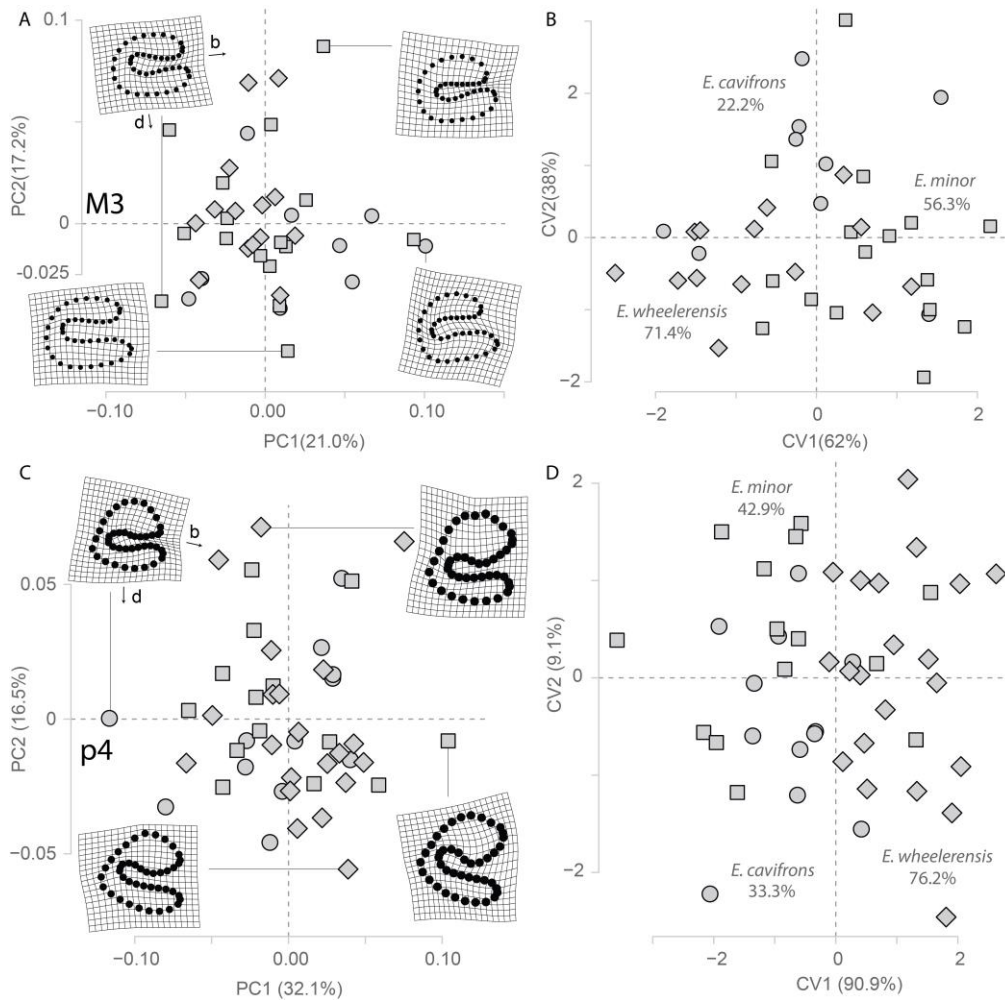 A
0.1
b
d
PC2(17.2%)
M3
0
-0.025
−0.10
0.00
0.10
PC1(21.0%)
B
2
E. cavifrons
22.2%
E. minor
56.3%
CV2(38%)
0
E. wheelerensis
71.4%
−2
−2
0
2
CV1(62%)
C
b
d
0.05
PC2 (16.5%)
0
p4
−0.05
−0.10
0.00
0.10
PC1 (32.1%)
D
2
E. minor
42.9%
CV2 (9.1%)
0
−2
E. cavifrons
33.3%
E. wheelerensis
76.2%
−2
0
2
CV1 (90.9%)